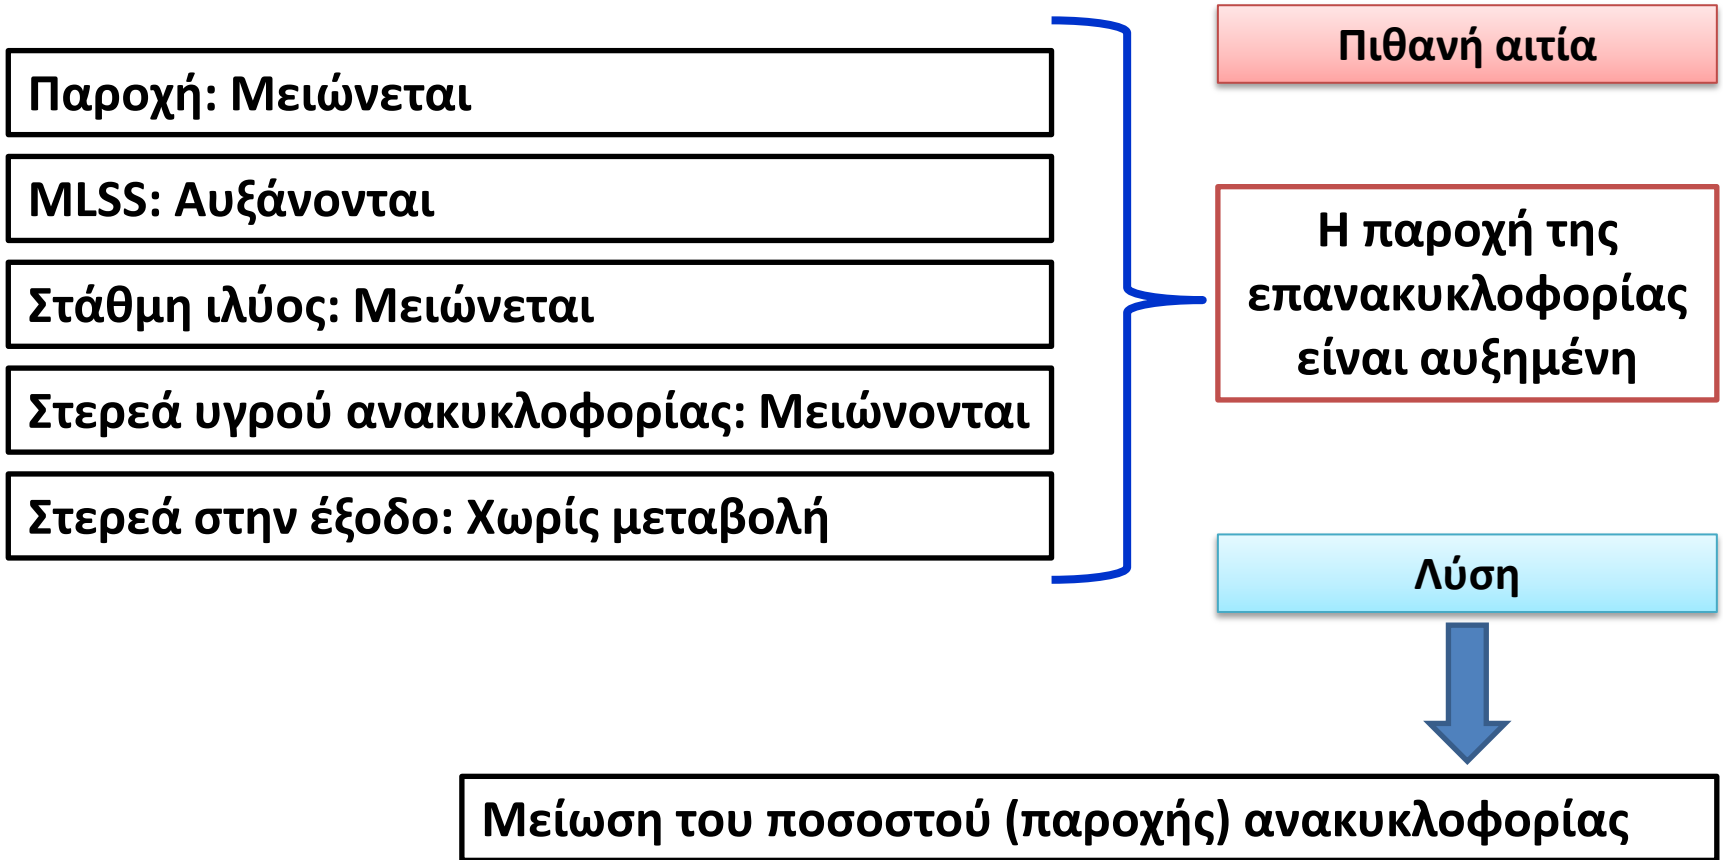 Παροχή: Μειώνεται
MLSS: Αυξάνονται
Στάθμη ιλύος: Μειώνεται
Στερεά υγρού ανακυκλοφορίας: Μειώνονται
Στερεά στην έξοδο: Χωρίς μεταβολή
Πιθανή αιτία
Η παροχή της
επανακυκλοφορίας
είναι αυξημένη
Λύση
Μείωση του ποσοστού (παροχής) ανακυκλοφορίας